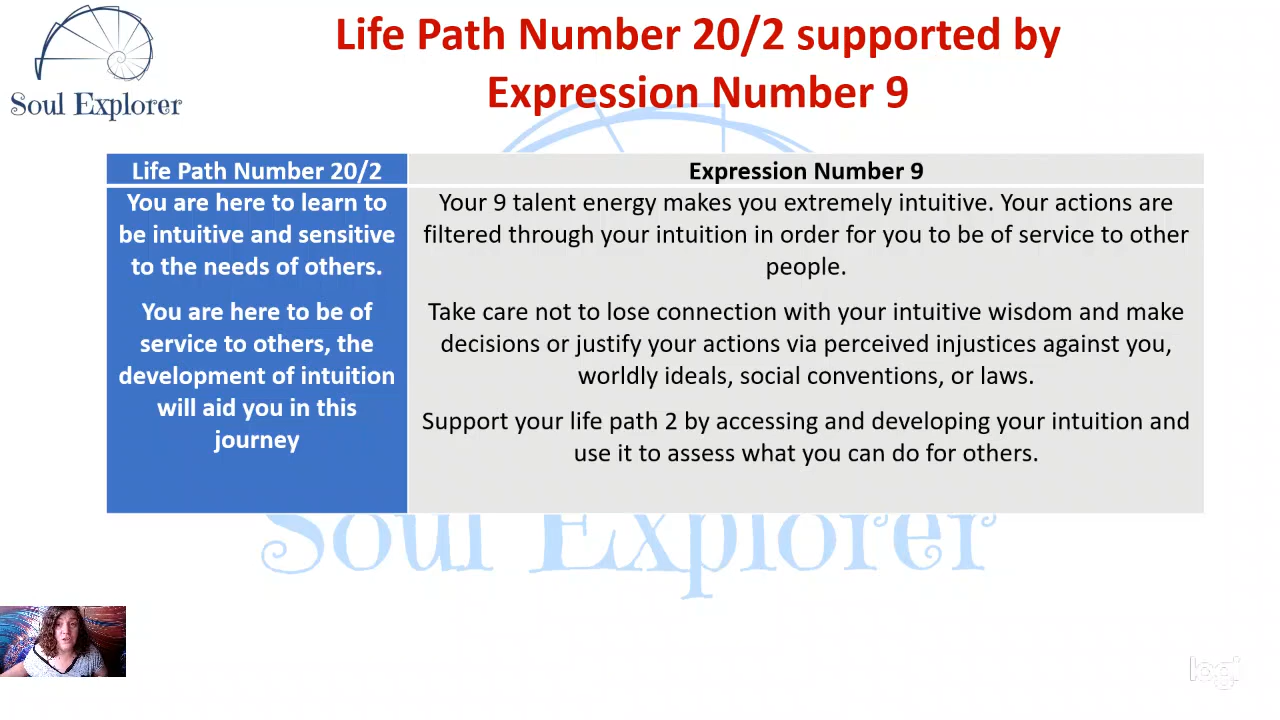 Life Path Number 20/2 supported by
Expression Number 9
Soul Explorer
Life Path Number 20/2
Expression Number 9
You are here to learn to
be intuitive and sensitive
to the needs of others.
You are here to be of
service to others, the
development of intuition
will aid you in this
journey
Your 9 talent energy makes you extremely intuitive. Your actions are
filtered through your intuition in order for you to be of service to other
people.
Take care not to lose connection with your intuitive wisdom and make
decisions or justify your actions via perceived injustices against you,
worldly ideals, social conventions, or laws.
Support your life path 2 by accessing and developing your intuition and
use it to assess what you can do for others.
Soul Explorer